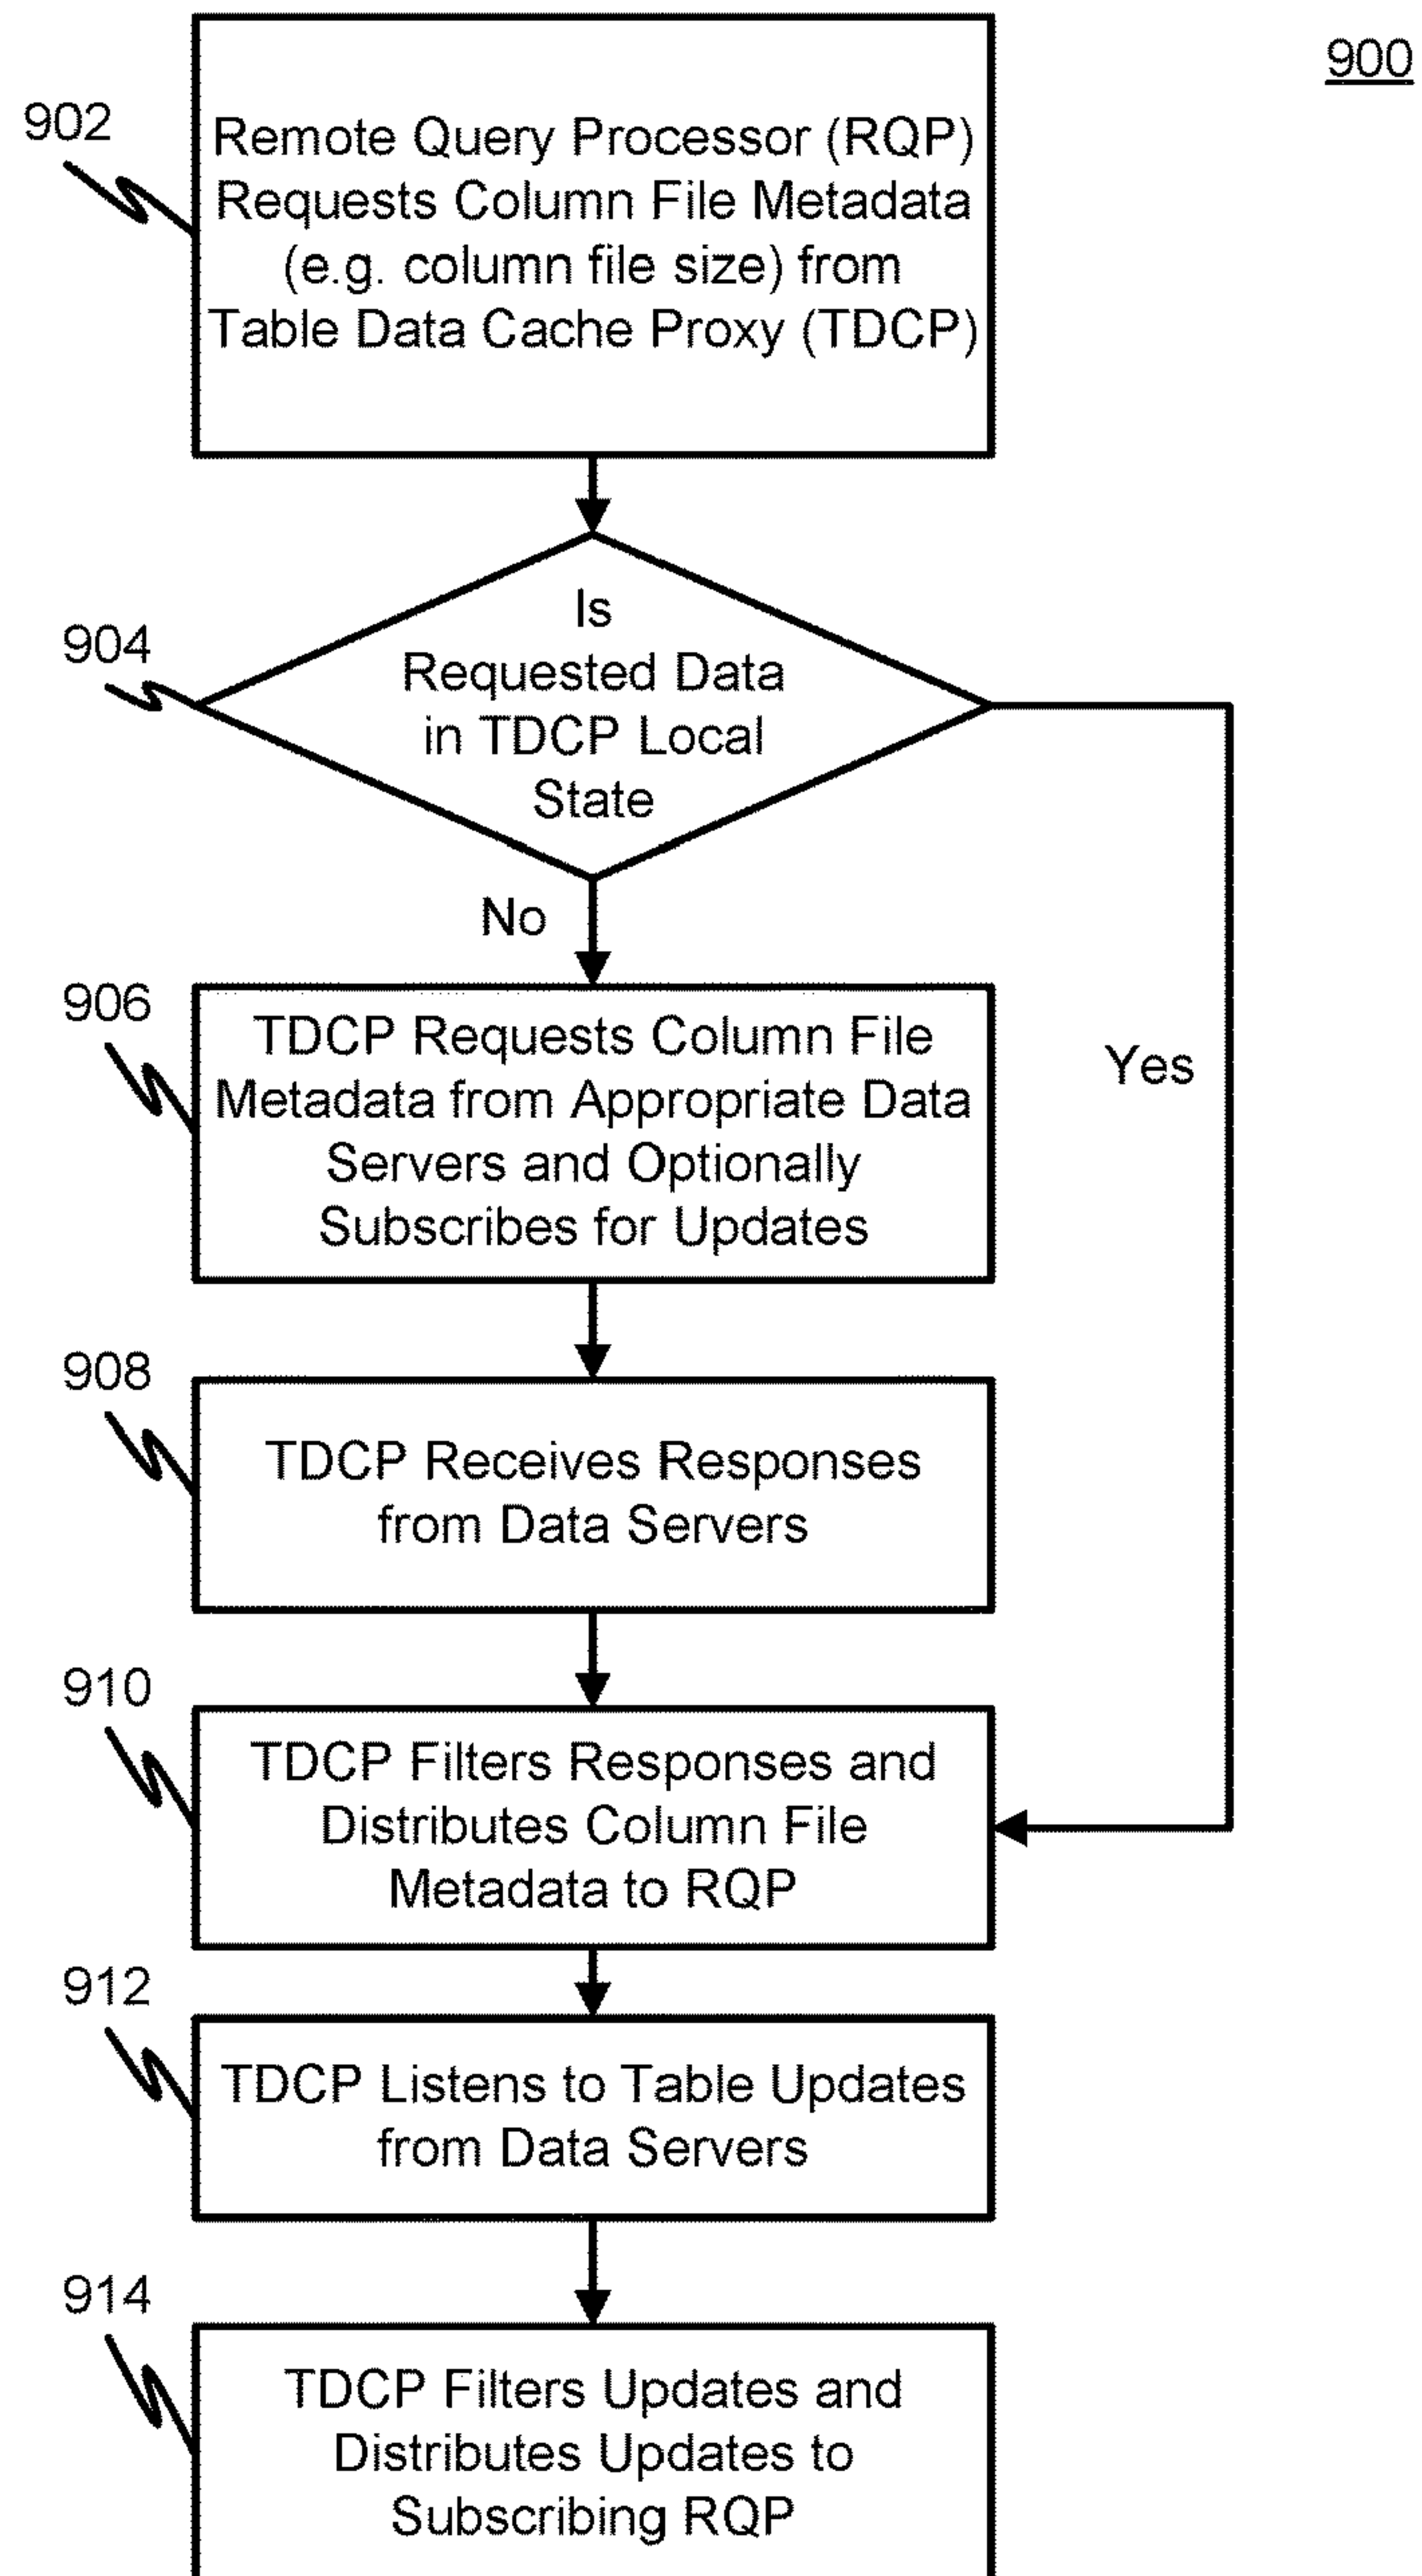 900
902
Remote Query Processor (RQP)
Requests Column File Metadata
(e.g. column file size) from
Table Data Cache Proxy (TDCP)
904
Is
Requested Data
in TDCP Local
State
No
Yes
906
TDCP Requests Column File
Metadata from Appropriate Data
Servers and Optionally
Subscribes for Updates
908
TDCP Receives Responses
from Data Servers
910
TDCP Filters Responses and
Distributes Column File
Metadata to RQP
912
TDCP Listens to Table Updates
from Data Servers
914
TDCP Filters Updates and
Distributes Updates to
Subscribing RQP